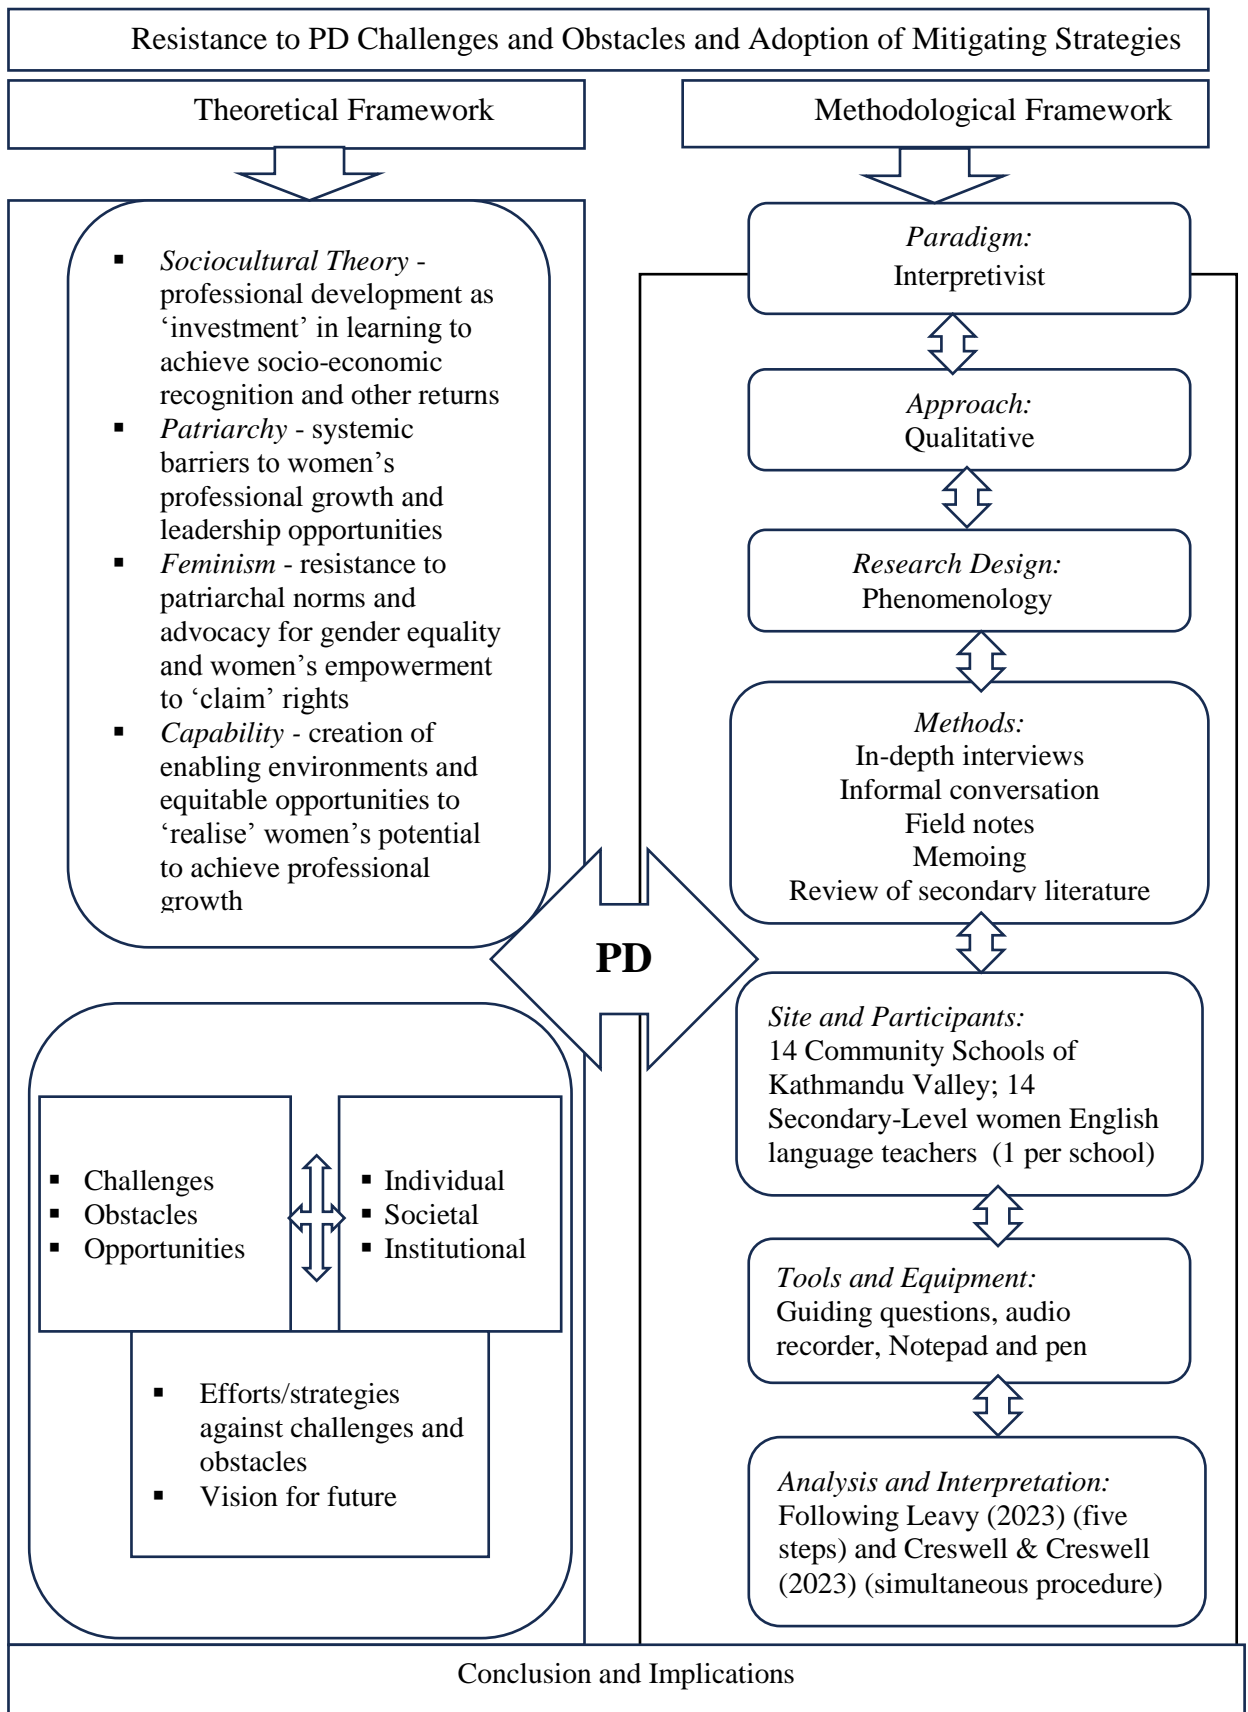 Resistance to PD Challenges and Obstacles and Adoption of Mitigating Strategies
Theoretical Framework
▪ Sociocultural Theory -
professional development as
‘investment’ in learning to
achieve socio-economic
recognition and other returns
▪ Patriarchy - systemic
barriers to women’s
professional growth and
leadership opportunities
▪ Feminism - resistance to
patriarchal norms and
advocacy for gender equality
and women’s empowerment
to ‘claim’ rights
▪ Capability - creation of
enabling environments and
equitable opportunities to
‘realise’ women’s potential
to achieve professional
growth
▪ Challenges
▪ Obstacles
▪ Opportunities
▪ Individual
▪ Societal
▪ Institutional
▪ Efforts/strategies
against challenges and
obstacles
▪ Vision for future
PD
Methodological Framework
Paradigm:
Interpretivist
Approach:
Qualitative
Research Design:
Phenomenology
Methods:
In-depth interviews
Informal conversation
Field notes
Memoing
Review of secondary literature
Site and Participants:
14 Community Schools of
Kathmandu Valley; 14
Secondary-Level women English
language teachers (1 per school)
Tools and Equipment:
Guiding questions, audio
recorder, Notepad and pen
Analysis and Interpretation:
Following Leavy (2023) (five
steps) and Creswell & Creswell
(2023) (simultaneous procedure)
Conclusion and Implications